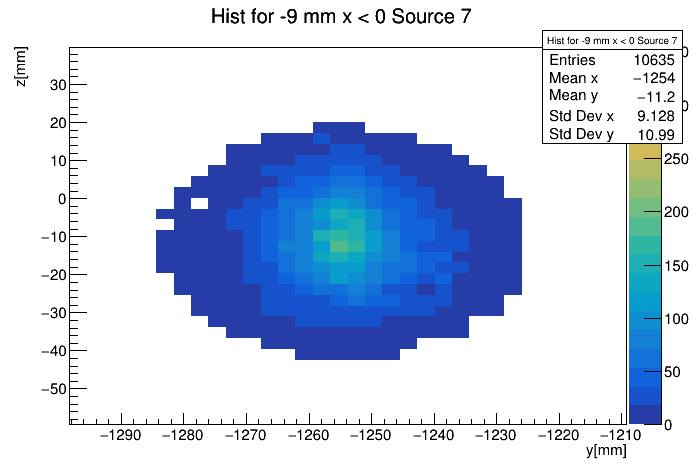 Hist for -9 mm x < 0 Source 7
Hist for -9 mm x < 0 Source 7
Entries 10635
Mean x −1254
Mean y −11.2
Std Dev x 9.128
Std Dev y 10.99
z[mm]
30
20
10
0
−10
−20
−30
−40
−50
250
200
150
100
50
0
−1290 −1280 −1270 −1260 −1250 −1240 −1230 −1220 −1210
y[mm]